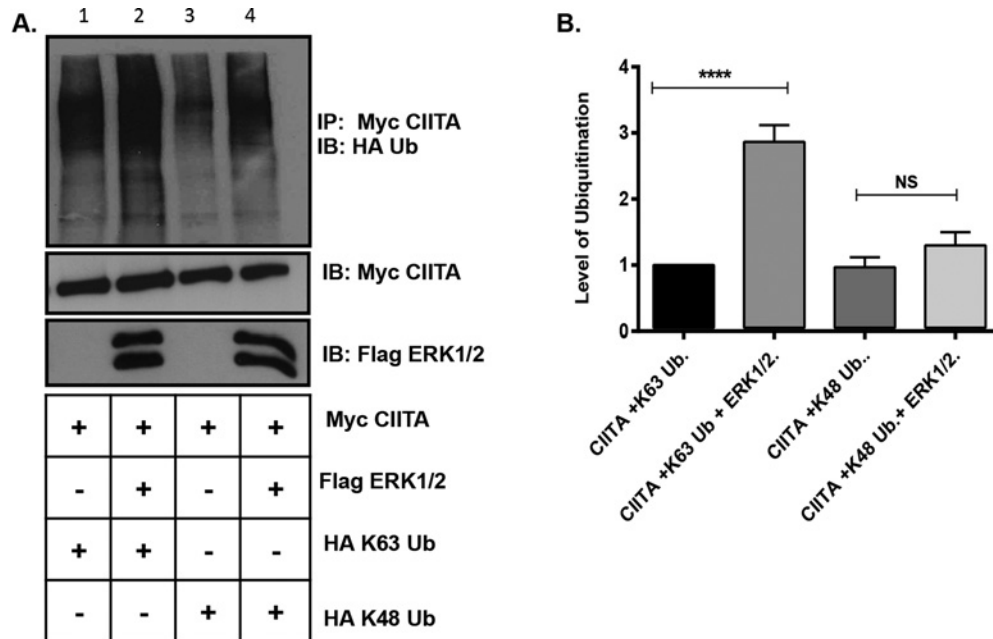 A.
1 2 3 4
IP: Myc CIITA
IB: HA Ub
IB: Myc CIITA
IB: Flag ERK1/2
+ + + + Myc CIITA
- + - + Flag ERK1/2
+ + - - HA K63 Ub
- - + + HA K48 Ub
B.
Level of Ubiquitination
4
3
2
1
0
****
NS
CIITA +K63 Ub.
CIITA +K63 Ub + ERK1/2.
CIITA +K48 Ub..
CIITA +K48 Ub.+ ERK1/2.